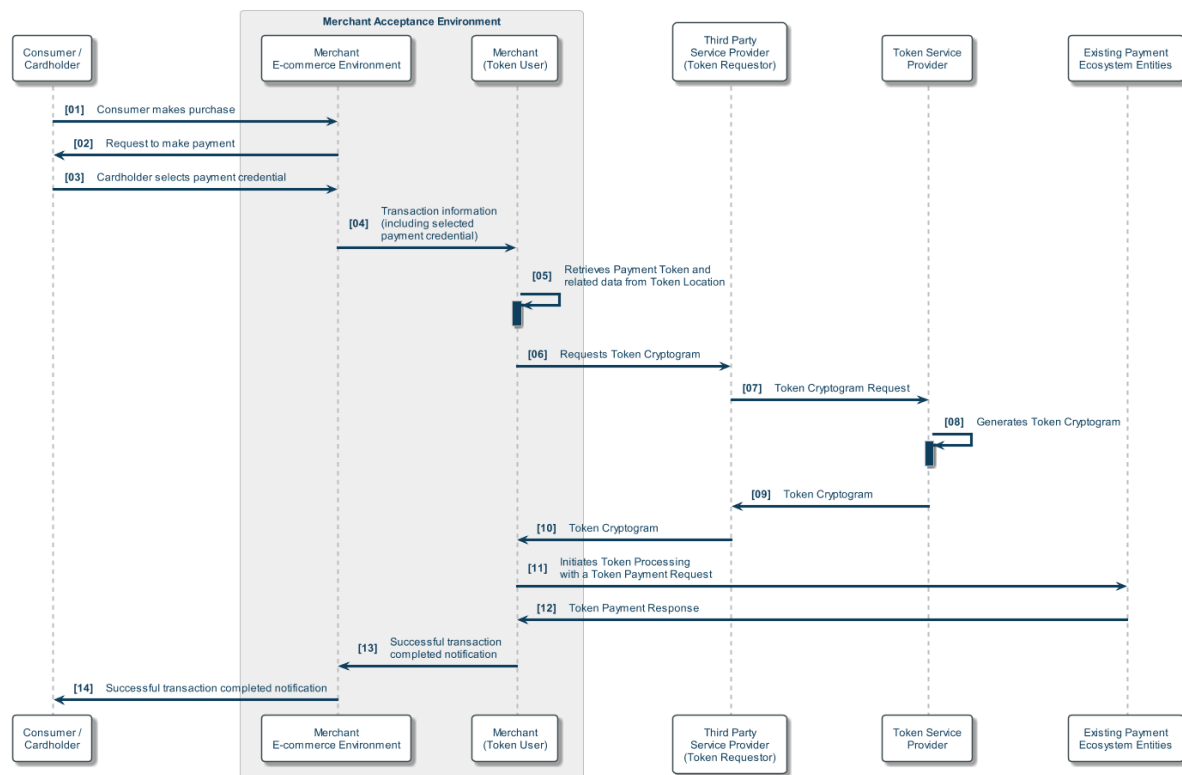 Merchant Acceptance Environment
Consumer /
Cardholder
Merchant
E-commerce Environment
Merchant
(Token User)
Third Party
Service Provider
(Token Requestor)
Token Service
Provider
Existing Payment
Ecosystem Entities
[01] Consumer makes purchase
[02] Request to make payment
[03] Cardholder selects payment credential
Transaction information
[04] (including selected
payment credential)
[05] Retrieves Payment Token and
related data from Token Location
[06] Requests Token Cryptogram
[07] Token Cryptogram Request
[08] Generates Token Cryptogram
[09] Token Cryptogram
[10] Token Cryptogram
[11] Initiates Token Processing
with a Token Payment Request
[12] Token Payment Response
[13] Successful transaction
completed notification
[14] Successful transaction completed notification
Consumer /
Cardholder
Merchant
E-commerce Environment
Merchant
(Token User)
Third Party
Service Provider
(Token Requestor)
Token Service
Provider
Existing Payment
Ecosystem Entities